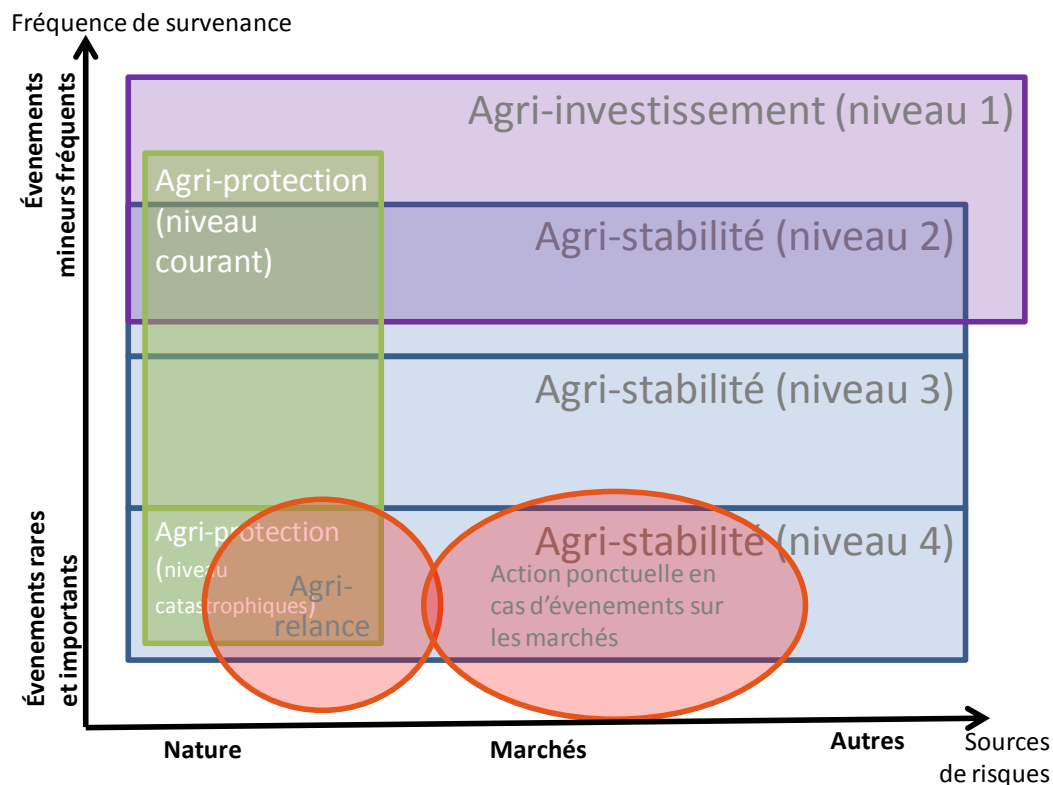 Fréquence de survenance
Évenements
mineurs fréquents
Agri-investissement (niveau 1)
Agri-protection
(niveau
courant)
Agri-stabilité (niveau 2)
Agri-stabilité (niveau 3)
Évenements rares
et importants
Agri-protection
(niveau
catastrophiques)
Agri-
relance
Agri-stabilité (niveau 4)
Action ponctuelle en
cas d'évenements sur
les marchés
Nature
Marchés
Autres
Sources
de risques